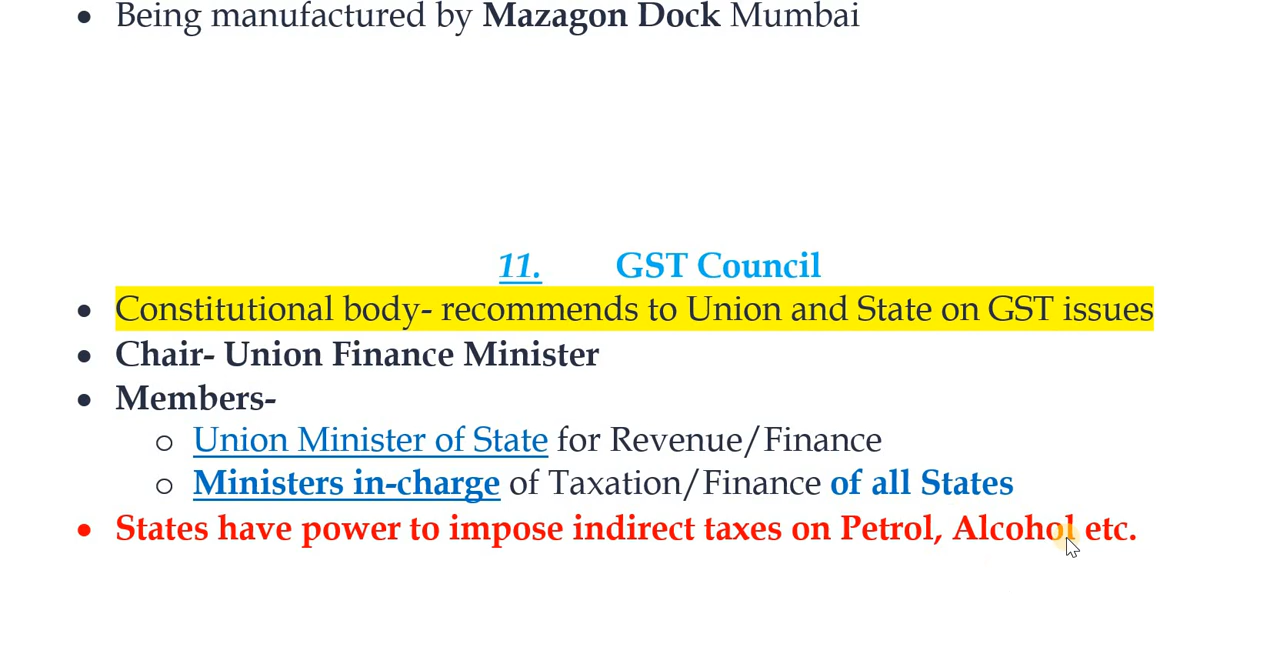 • Being manufactured by Mazagon Dock Mumbai
11. GST Council
• Constitutional body- recommends to Union and State on GST issues
• Chair- Union Finance Minister
• Members-
o Union Minister of State for Revenue/Finance
o Ministers in-charge of Taxation/Finance of all States
• States have power to impose indirect taxes on Petrol, Alcohol etc.